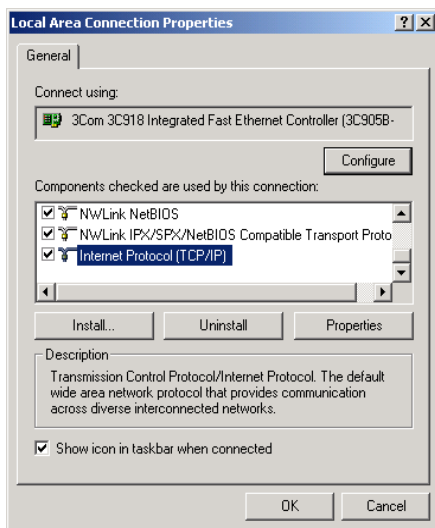 Local Area Connection Properties
General
Connect using:
3Com 3C918 Integrated Fast Ethernet Controller (3C905B-
Configure
Components checked are used by this connection:
NWLink NetBIOS
NWLink IPX/SPX/NetBIOS Compatible Transport Proto
Internet Protocol (TCP/IP)
Install... Uninstall Properties
Description
Transmission Control Protocol/Internet Protocol. The default
wide area network protocol that provides communication
across diverse interconnected networks.
Show icon in taskbar when connected
OK Cancel